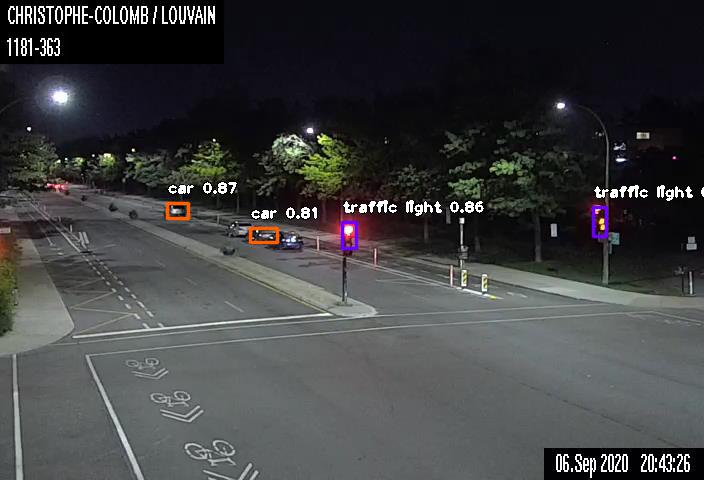 CHRISTOPHE-COLOMB / LOUVAIN
1181-363
car 0.87
car 0.81
traffic light 0.86
traffic light
06.Sep 2020 20:43:26